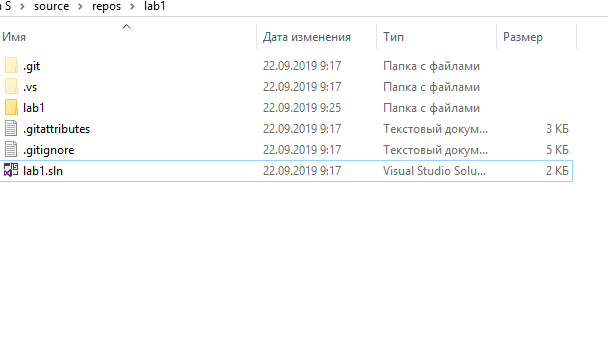 S > source > repos > lab1
Имя Дата изменения Тип Размер
.git 22.09.2019 9:17 Папка с файлами
.vs 22.09.2019 9:17 Папка с файлами
lab1 22.09.2019 9:25 Папка с файлами
.gitattributes 22.09.2019 9:17 Текстовый докум... 3 КБ
.gitignore 22.09.2019 9:17 Текстовый докум... 5 КБ
lab1.sln 22.09.2019 9:17 Visual Studio Solu... 2 КБ